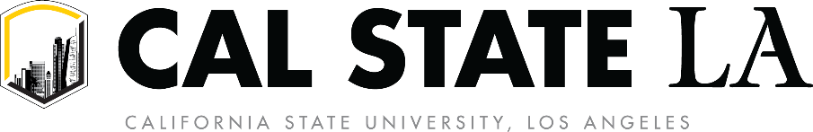 CAL STATE LA
CALIFORNIA STATE UNIVERSITY, LOS ANGELES